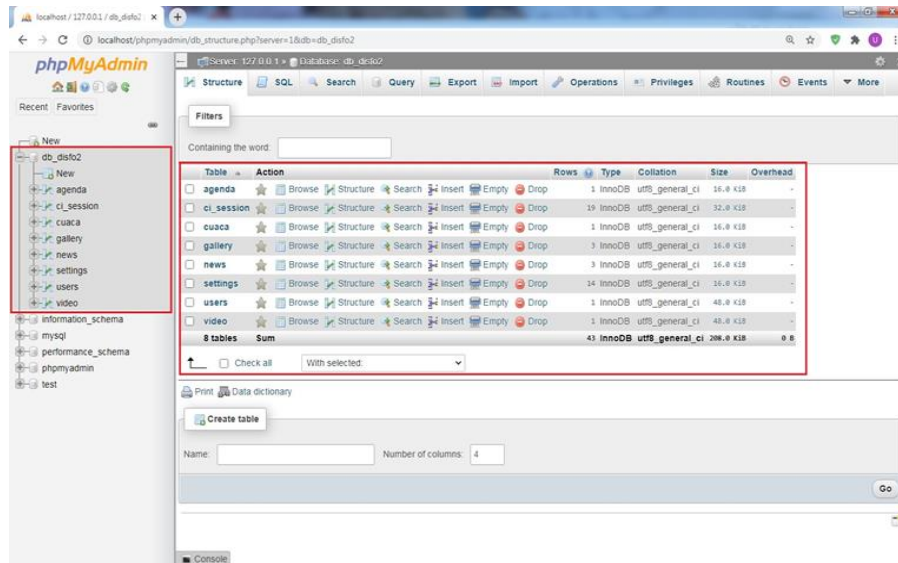 localhost / 127.0.0.1 / db_disfo2
localhost/phpmyadmin/db_structure.php?server=1&db=db_disfo2
phpMyAdmin
Recent Favorites
New
db_disfo2
New
agenda
ci_session
cuaca
gallery
news
settings
users
video
information_schema
mysql
performance_schema
phpmyadmin
test
Server: 127.0.0.1 » Database: db_disfo2
Structure SQL Search Query Export Import Operations Privileges Routines Events More
Filters
Containing the word:
Table Action Rows Type Collation Size Overhead
agenda Browse Structure Search Insert Empty Drop 1 InnoDB utf8_general_ci 16.0 KiB -
ci_session Browse Structure Search Insert Empty Drop 19 InnoDB utf8_general_ci 32.0 KiB -
cuaca Browse Structure Search Insert Empty Drop 1 InnoDB utf8_general_ci 16.0 KiB -
gallery Browse Structure Search Insert Empty Drop 3 InnoDB utf8_general_ci 16.0 KiB -
news Browse Structure Search Insert Empty Drop 3 InnoDB utf8_general_ci 16.0 KiB -
settings Browse Structure Search Insert Empty Drop 14 InnoDB utf8_general_ci 16.0 KiB -
users Browse Structure Search Insert Empty Drop 1 InnoDB utf8_general_ci 48.0 KiB -
video Browse Structure Search Insert Empty Drop 1 InnoDB utf8_general_ci 48.0 KiB -
8 tables Sum 43 InnoDB utf8_general_ci 208.0 KiB 0 B
Check all With selected:
Print Data dictionary
Create table
Name: Number of columns: 4
Go
Console